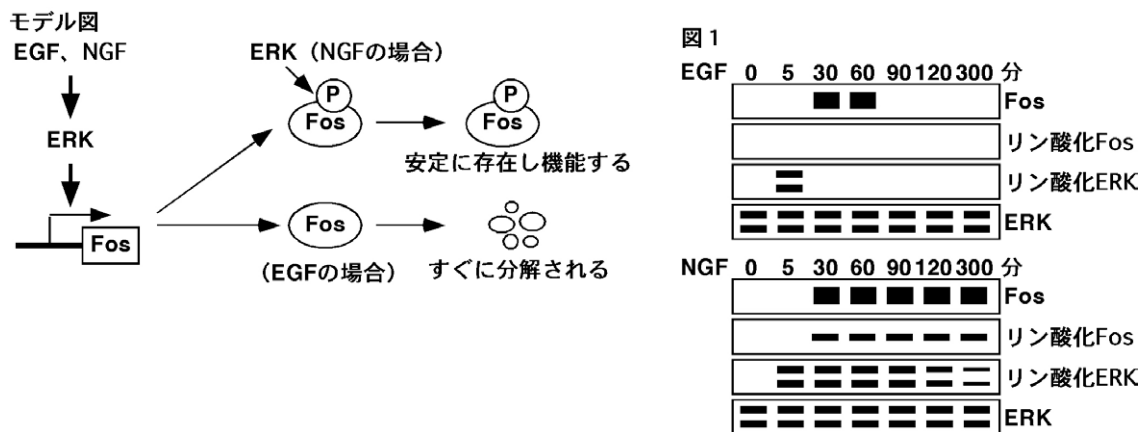 モデル図
EGF、NGF
ERK
Fos
ERK（NGFの場合）
P
Fos
P
Fos
安定に存在し機能する
Fos
(EGFの場合)
すぐに分解される
図1
EGF 0 5 30 60 90 120 300 分
Fos
リン酸化Fos
リン酸化ERK
ERK
NGF 0 5 30 60 90 120 300 分
Fos
リン酸化Fos
リン酸化ERK
ERK